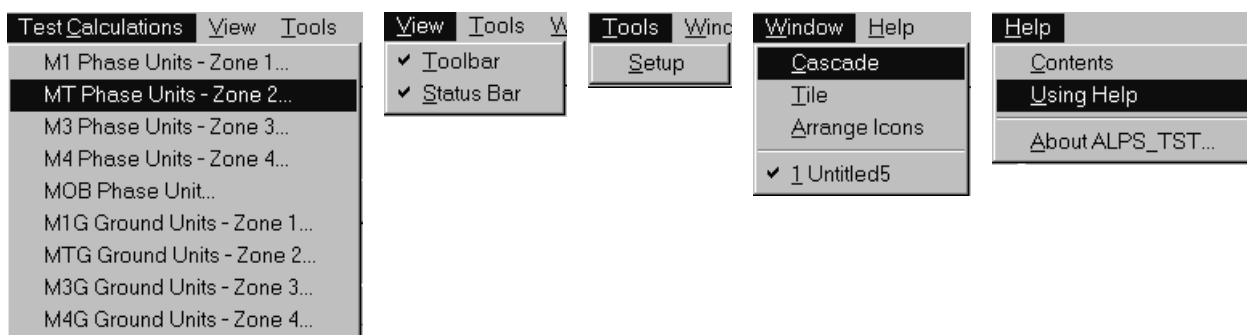 Test Calculations View Tools
M1 Phase Units - Zone 1...
MT Phase Units - Zone 2...
M3 Phase Units - Zone 3...
M4 Phase Units - Zone 4...
MOB Phase Unit...
M1G Ground Units - Zone 1...
MTG Ground Units - Zone 2...
M3G Ground Units - Zone 3...
M4G Ground Units - Zone 4...
View Tools
Toolbar
Status Bar
Tools Winc
Setup
Window Help
Cascade
Tile
Arrange Icons
1 Untitled5
Help
Contents
Using Help
About ALPS_TST...